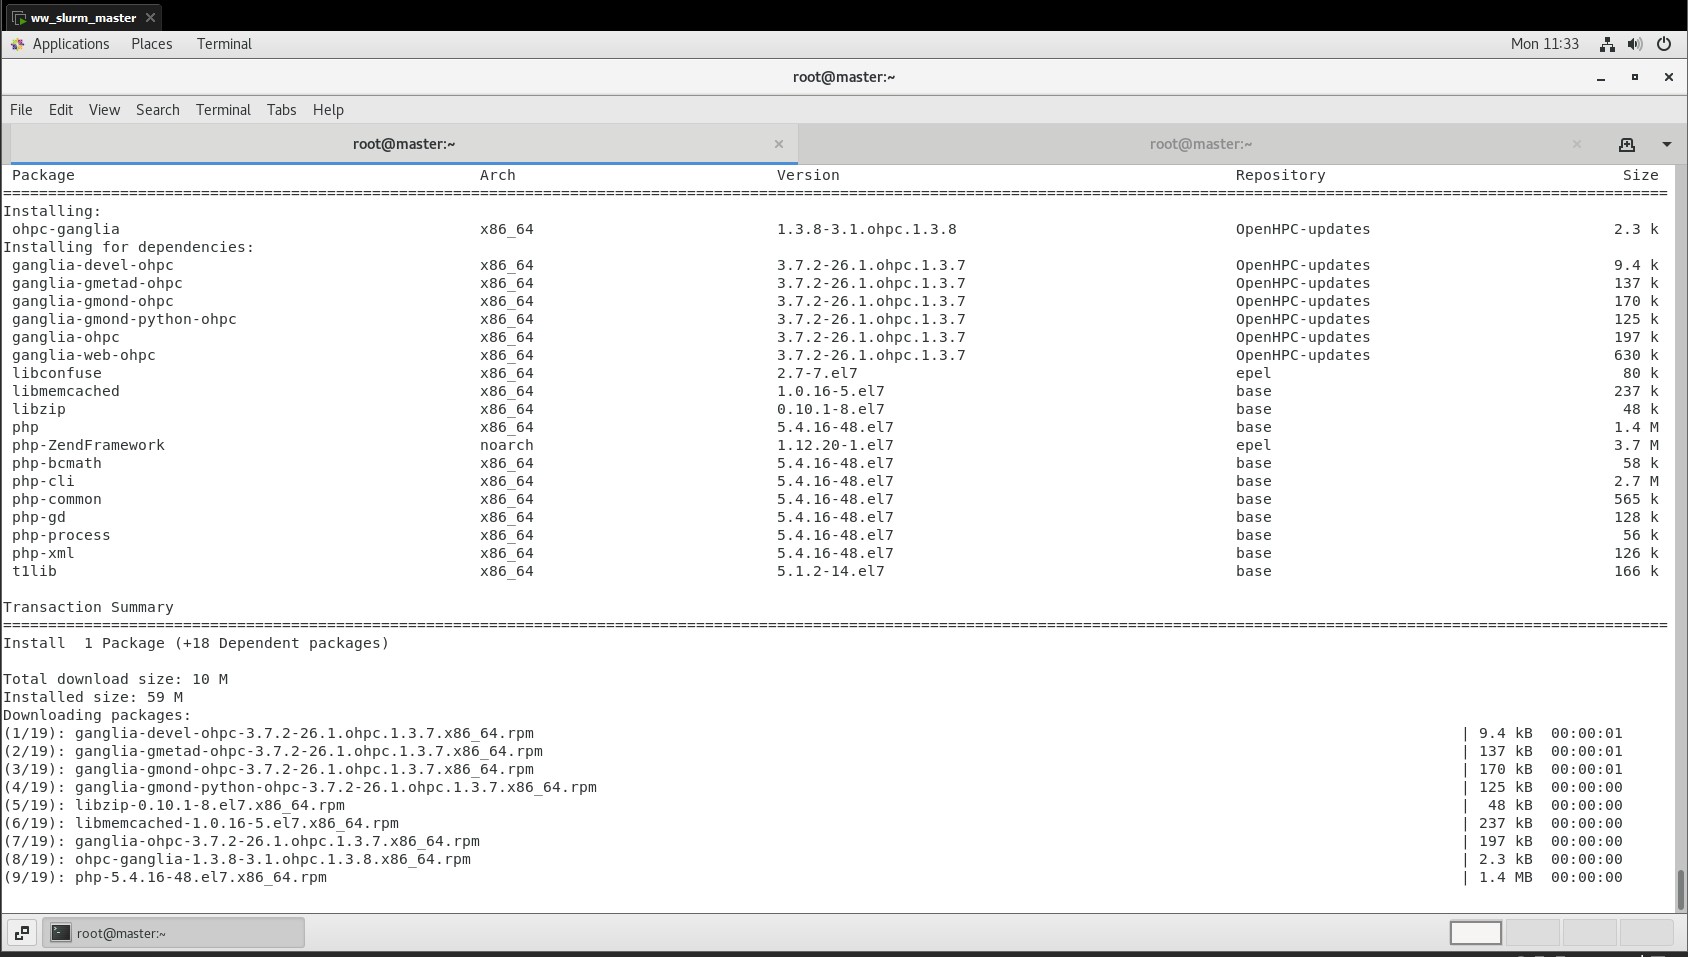 ww_slurm_master
Applications Places Terminal Mon 11:33
root@master:~
File Edit View Search Terminal Tabs Help
root@master:~ root@master:~
Package Arch Version Repository Size
================================================================================
Installing:
ohpc-ganglia x86_64 1.3.8-3.1.ohpc.1.3.8 OpenHPC-updates 2.3 k
Installing for dependencies:
ganglia-devel-ohpc x86_64 3.7.2-26.1.ohpc.1.3.7 OpenHPC-updates 9.4 k
ganglia-gmetad-ohpc x86_64 3.7.2-26.1.ohpc.1.3.7 OpenHPC-updates 137 k
ganglia-gmond-ohpc x86_64 3.7.2-26.1.ohpc.1.3.7 OpenHPC-updates 170 k
ganglia-gmond-python-ohpc x86_64 3.7.2-26.1.ohpc.1.3.7 OpenHPC-updates 125 k
ganglia-ohpc x86_64 3.7.2-26.1.ohpc.1.3.7 OpenHPC-updates 197 k
ganglia-web-ohpc x86_64 3.7.2-26.1.ohpc.1.3.7 OpenHPC-updates 630 k
libconfuse x86_64 2.7-7.el7 epel 80 k
libmemcached x86_64 1.0.16-5.el7 base 237 k
libzip x86_64 0.10.1-8.el7 base 48 k
php x86_64 5.4.16-48.el7 base 1.4 M
php-ZendFramework noarch 1.12.20-1.el7 epel 3.7 M
php-bcmath x86_64 5.4.16-48.el7 base 58 k
php-cli x86_64 5.4.16-48.el7 base 2.7 M
php-common x86_64 5.4.16-48.el7 base 565 k
php-gd x86_64 5.4.16-48.el7 base 128 k
php-process x86_64 5.4.16-48.el7 base 56 k
php-xml x86_64 5.4.16-48.el7 base 126 k
t1lib x86_64 5.1.2-14.el7 base 166 k
Transaction Summary
================================================================================
Install 1 Package (+18 Dependent packages)
Total download size: 10 M
Installed size: 59 M
Downloading packages:
(1/19): ganglia-devel-ohpc-3.7.2-26.1.ohpc.1.3.7.x86_64.rpm | 9.4 kB 00:00:01
(2/19): ganglia-gmetad-ohpc-3.7.2-26.1.ohpc.1.3.7.x86_64.rpm | 137 kB 00:00:01
(3/19): ganglia-gmond-ohpc-3.7.2-26.1.ohpc.1.3.7.x86_64.rpm | 170 kB 00:00:01
(4/19): ganglia-gmond-python-ohpc-3.7.2-26.1.ohpc.1.3.7.x86_64.rpm | 125 kB 00:00:00
(5/19): libzip-0.10.1-8.el7.x86_64.rpm | 48 kB 00:00:00
(6/19): libmemcached-1.0.16-5.el7.x86_64.rpm | 237 kB 00:00:00
(7/19): ganglia-ohpc-3.7.2-26.1.ohpc.1.3.7.x86_64.rpm | 197 kB 00:00:00
(8/19): ohpc-ganglia-1.3.8-3.1.ohpc.1.3.8.x86_64.rpm | 2.3 kB 00:00:00
(9/19): php-5.4.16-48.el7.x86_64.rpm | 1.4 MB 00:00:00
root@master:~